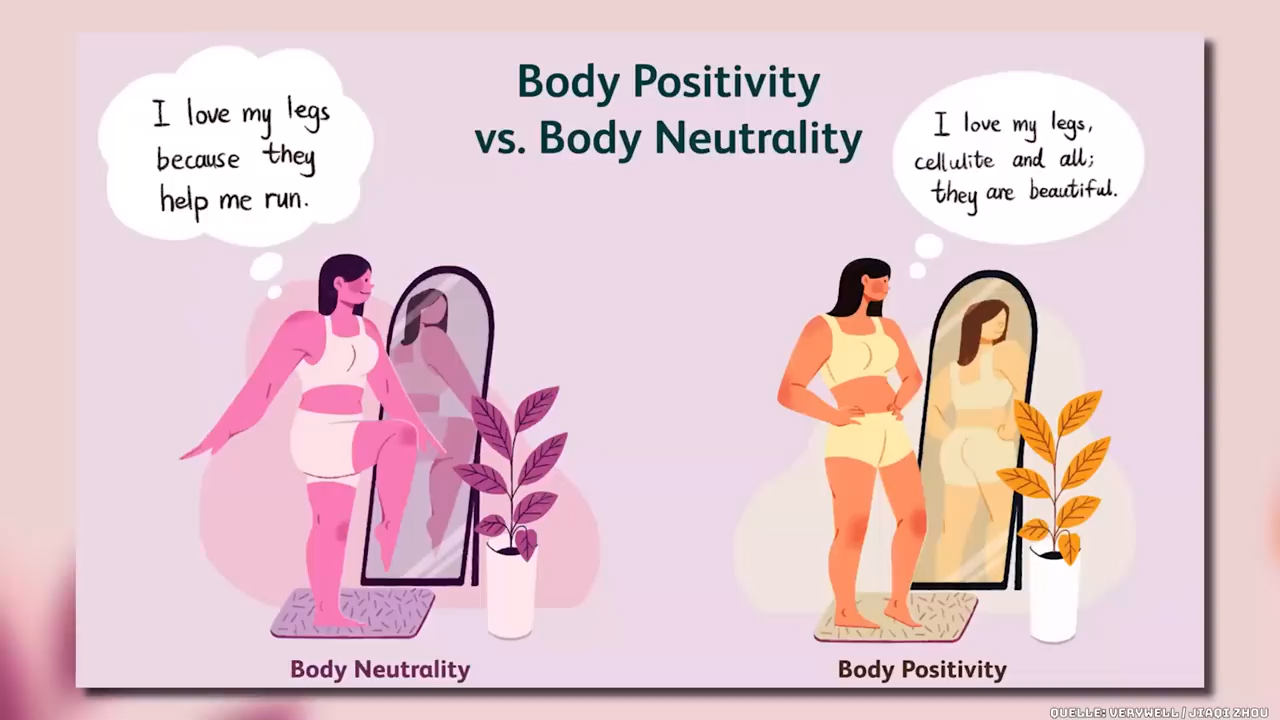 Body Positivity
vs. Body Neutrality
I love my legs
because they
help me run.
I love my legs,
cellulite and all;
they are beautiful.
Body Neutrality
Body Positivity
QUELLE: VERYWELL / JIAQI ZHOU